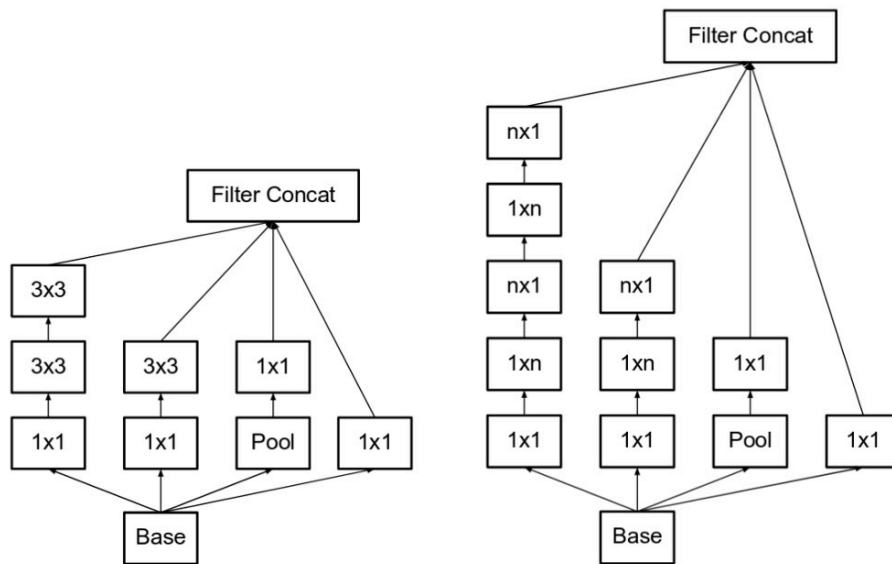 Filter Concat
3x3
3x3 3x3 1x1
1x1 1x1 Pool 1x1
Base
Filter Concat
nx1
1xn
nx1 nx1
1xn 1xn 1x1
1x1 1x1 Pool 1x1
Base